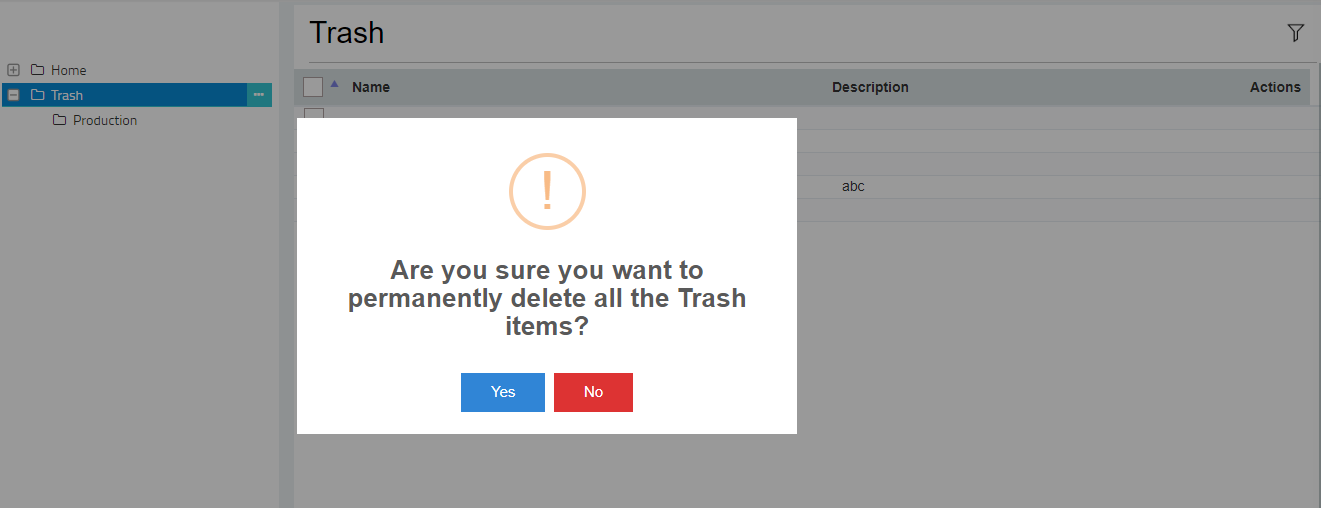 Trash
Home
Trash
Production
Name Description Actions
abc
!
Are you sure you want to
permanently delete all the Trash
items?
Yes No